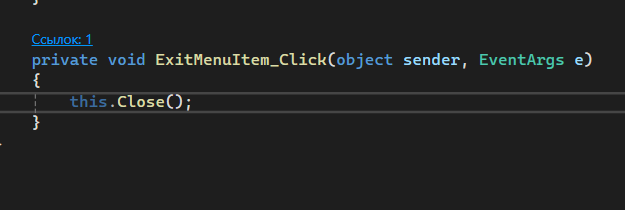 }
Ссылок: 1
private void ExitMenuItem_Click(object sender, EventArgs e)
{
this.Close();
}